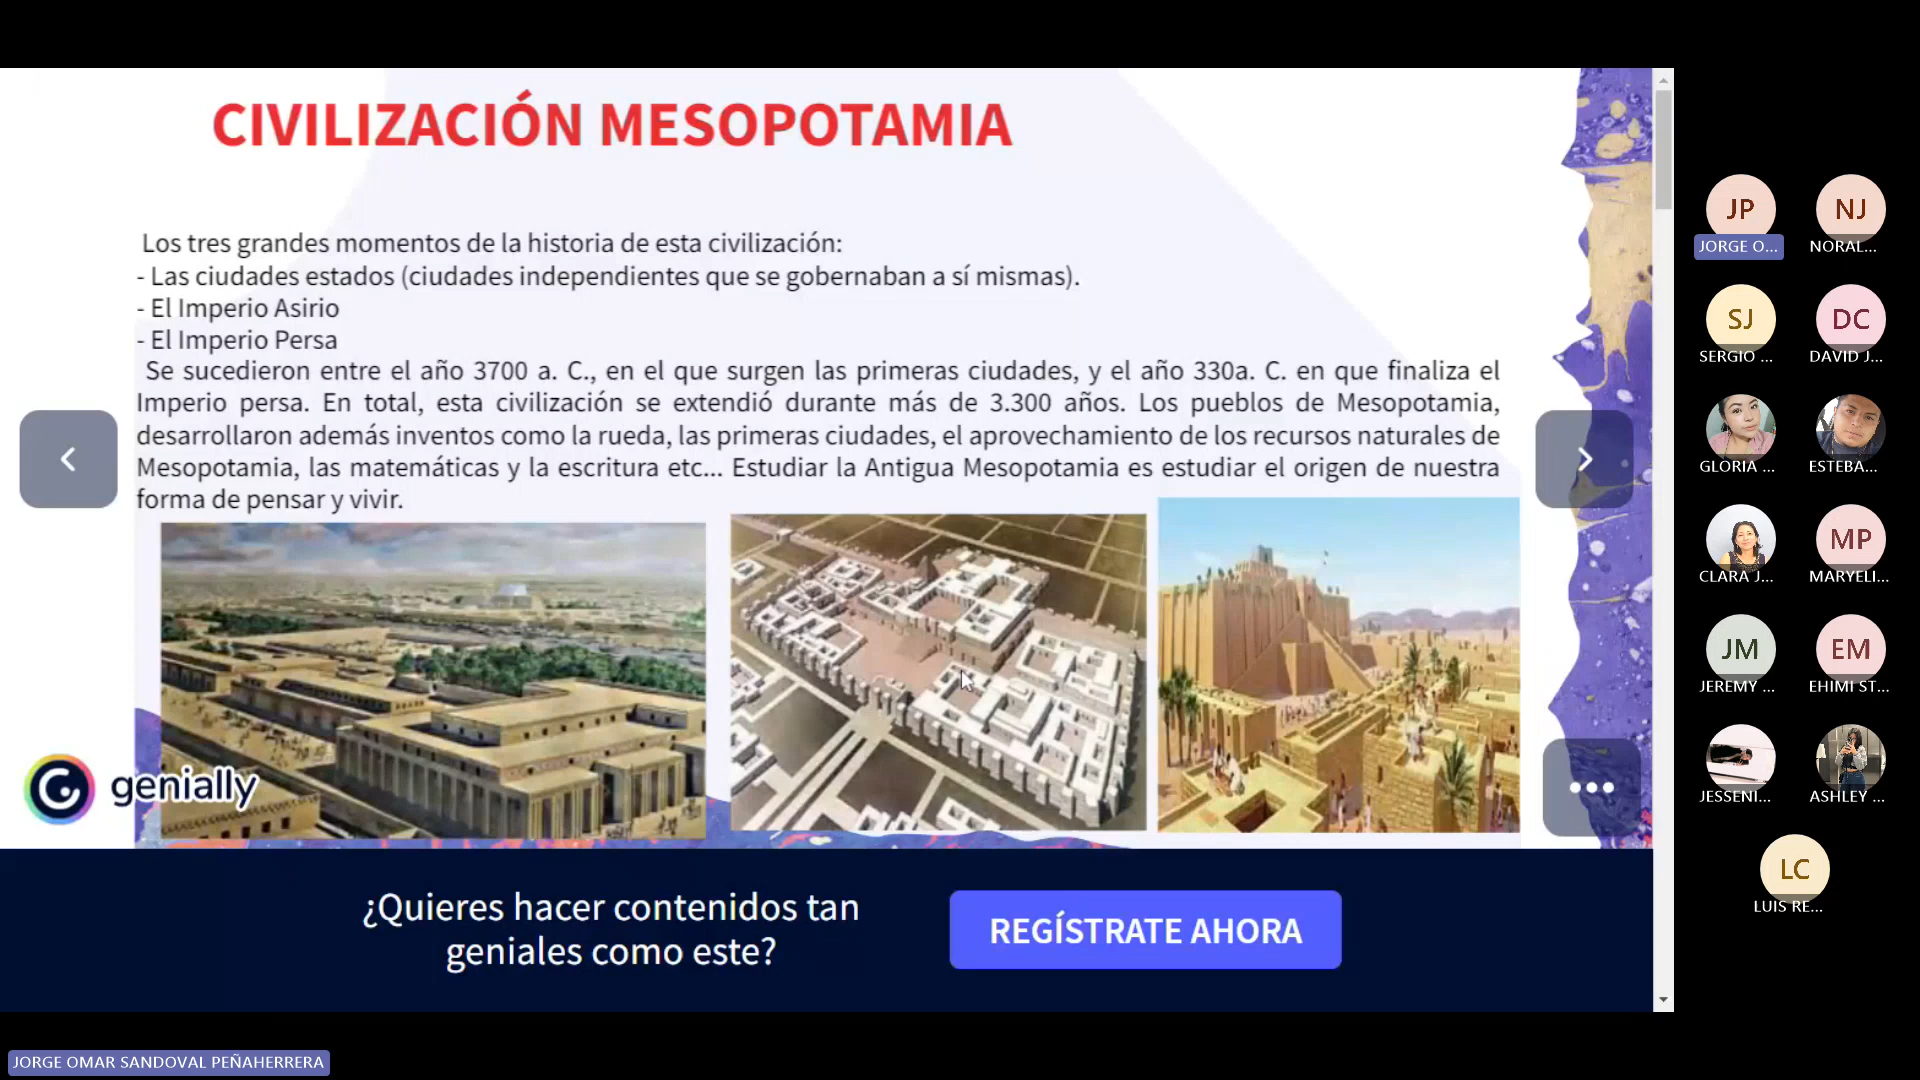 CIVILIZACIÓN MESOPOTAMIA
Los tres grandes momentos de la historia de esta civilización:
- Las ciudades estados (ciudades independientes que se gobernaban a sí mismas).
- El Imperio Asirio
- El Imperio Persa
Se sucedieron entre el año 3700 a. C., en el que surgen las primeras ciudades, y el año 330a. C. en que finaliza el
Imperio persa. En total, esta civilización se extendió durante más de 3.300 años. Los pueblos de Mesopotamia,
desarrollaron además inventos como la rueda, las primeras ciudades, el aprovechamiento de los recursos naturales de
Mesopotamia, las matemáticas y la escritura etc... Estudiar la Antigua Mesopotamia es estudiar el origen de nuestra
forma de pensar y vivir.
genially
¿Quieres hacer contenidos tan
geniales como este?
REGÍSTRATE AHORA
JORGE OMAR SANDOVAL PEÑAHERRERA
JP
NJ
JORGE O...
NORAL...
SJ
DC
SERGIO ...
DAVID J...
GLORIA ...
ESTEBA...
MP
CLARA J...
MARYELI...
JM
EM
JEREMY ...
EHIMI ST...
JESSENI...
ASHLEY ...
LC
LUIS RE...